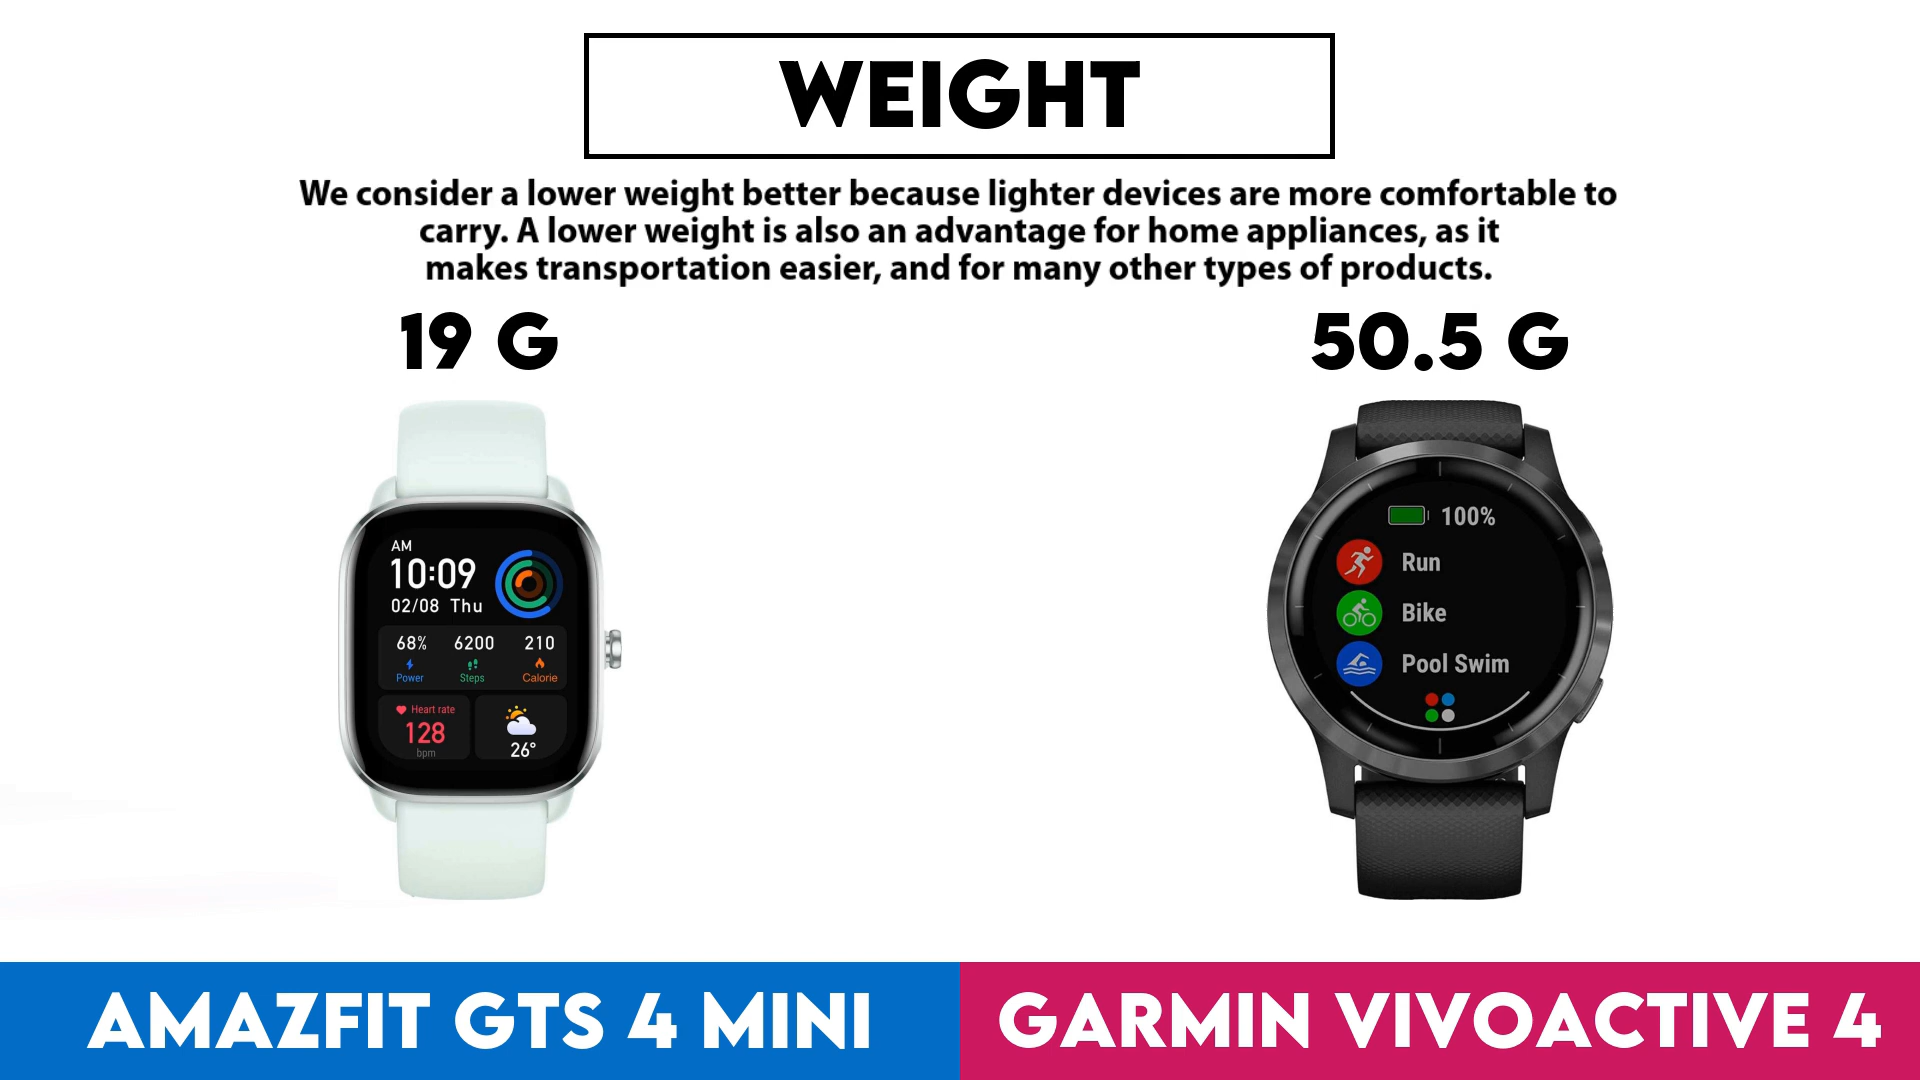 WEIGHT
We consider a lower weight better because lighter devices are more comfortable to
carry. A lower weight is also an advantage for home appliances, as it
makes transportation easier, and for many other types of products.
19 G
50.5 G
AM
10:09
02/08 Thu
68% 6200 210
Power Steps Calorie
Heart rate
128
bpm
26°
100%
Run
Bike
Pool Swim
AMAZFIT GTS 4 MINI
GARMIN VIVOACTIVE 4